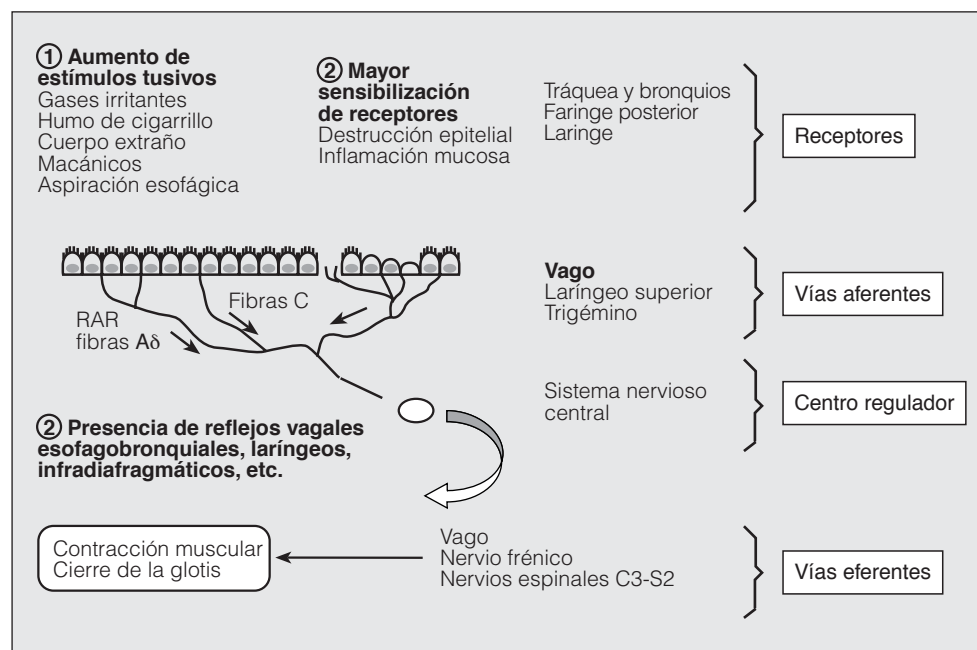 ① Aumento de
estímulos tusivos
Gases irritantes
Humo de cigarrillo
Cuerpo extraño
Macánicos
Aspiración esofágica
② Mayor
sensibilización
de receptores
Destrucción epitelial
Inflamación mucosa
Tráquea y bronquios
Faringe posterior
Laringe
Receptores
RAR
fibras Aδ
Fibras C
Vago
Laríngeo superior
Trigémino
Vías aferentes
Sistema nervioso
central
Centro regulador
② Presencia de reflejos vagales
esofagobronquiales, laríngeos,
infradiafragmáticos, etc.
Contracción muscular
Cierre de la glotis
Vago
Nervio frénico
Nervios espinales C3-S2
Vías eferentes